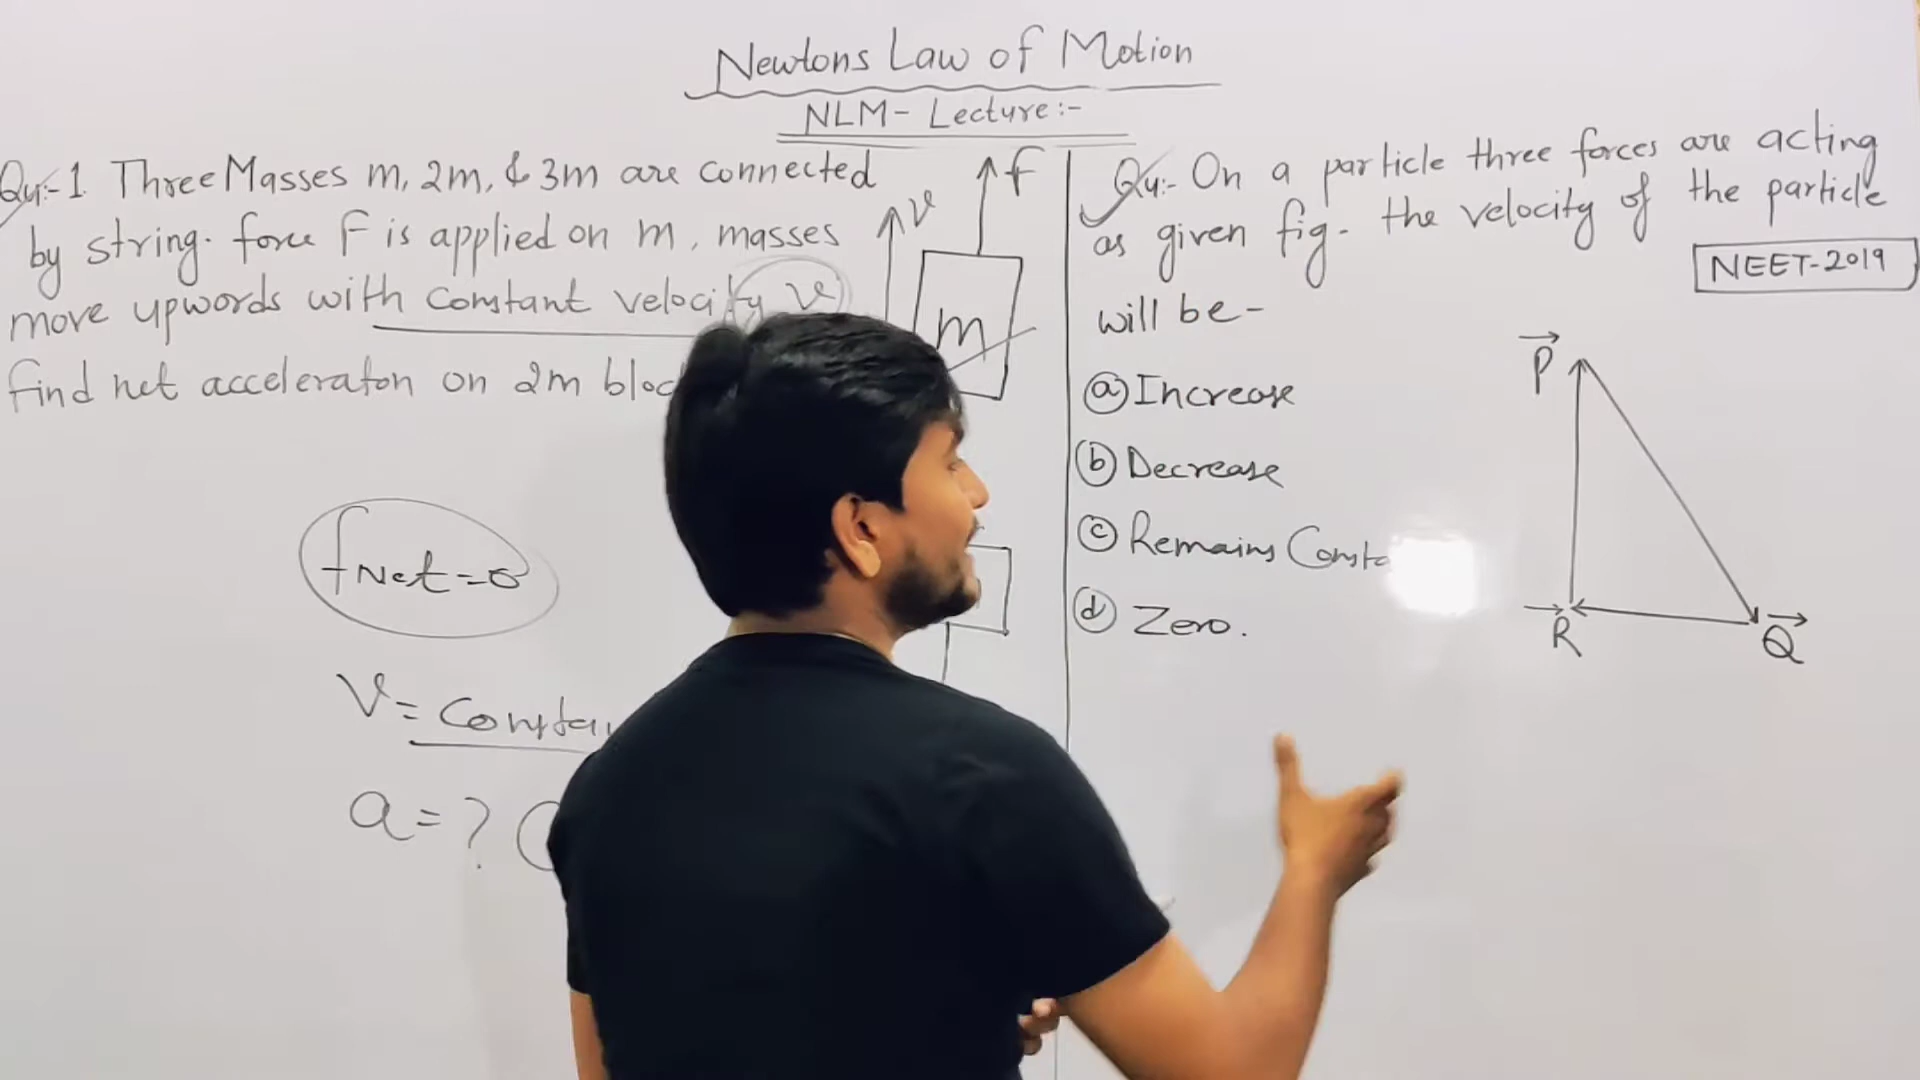 Newtons Law of Motion
NLM- Lecture:-
Qu:-1 Three Masses m, 2m, & 3m are connected
by string. force F is applied on m, masses
move upwords with constant velocity v
find net acceleraton on 2m
fNet=0
V= Consta
a=?
v
F
m
Qu:- On a particle three forces are acting
as given fig- the velocity of the particle
will be-
NEET-2019
(a) Increase
(b) Decrease
(c) Remains Consta
(d) Zero.
P
R
Q